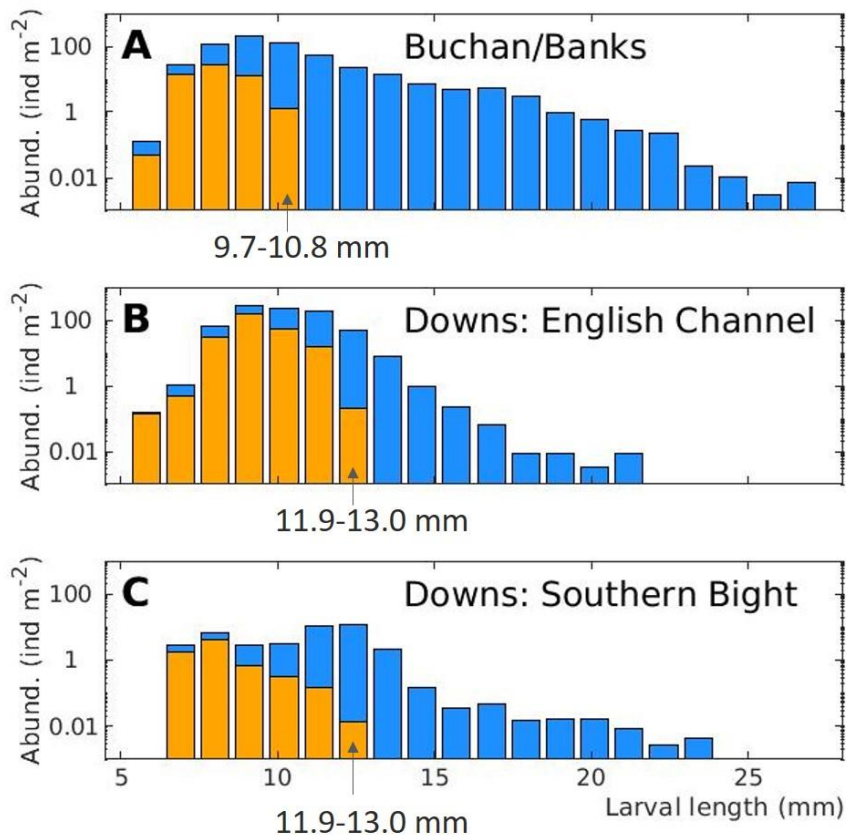 A Buchan/Banks
Abund. (ind m⁻²)
100
1
0.01
9.7-10.8 mm
B Downs: English Channel
Abund. (ind m⁻²)
100
1
0.01
11.9-13.0 mm
C Downs: Southern Bight
Abund. (ind m⁻²)
100
1
0.01
5 10 15 20 25
Larval length (mm)
11.9-13.0 mm